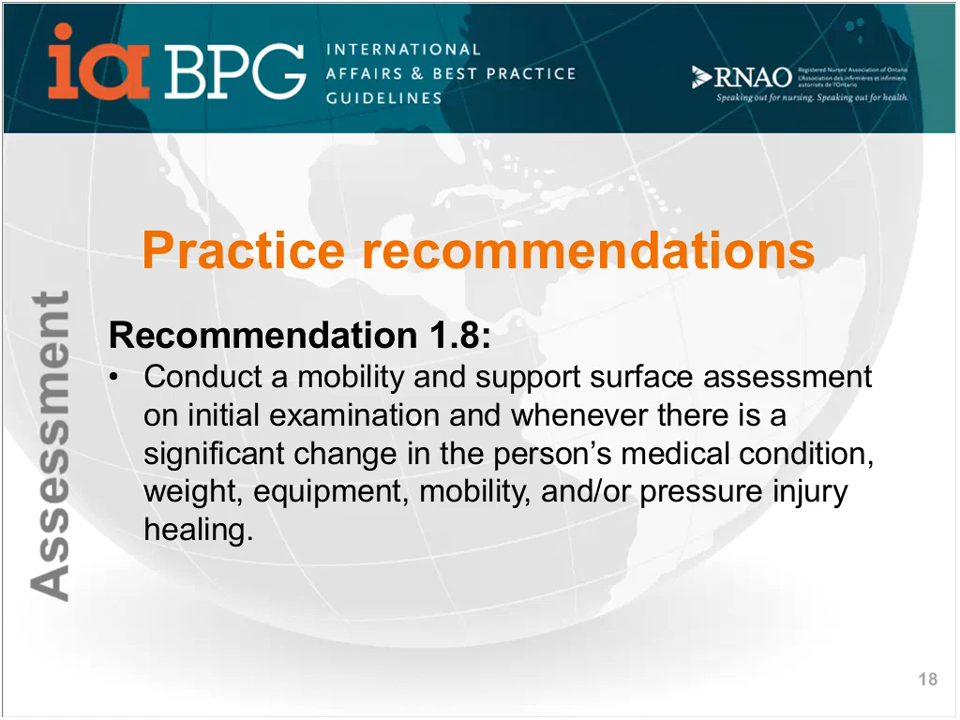 ia BPG INTERNATIONAL
AFFAIRS & BEST PRACTICE
GUIDELINES
RNAO Registered Nurses' Association of Ontario
L'Association des infirmières et infirmiers
autorisés de l'Ontario
Speaking out for nursing. Speaking out for health.
Practice recommendations
Assessment
Recommendation 1.8:
• Conduct a mobility and support surface assessment
on initial examination and whenever there is a
significant change in the person’s medical condition,
weight, equipment, mobility, and/or pressure injury
healing.
18